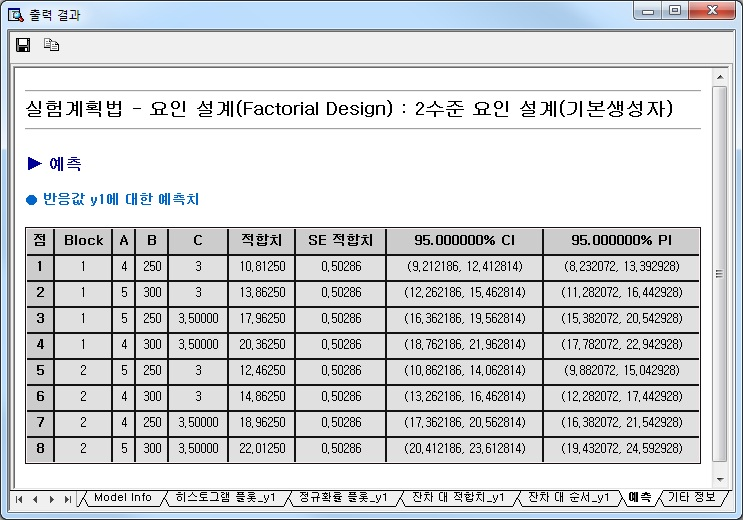 출력 결과
실험계획법 - 요인 설계(Factorial Design) : 2수준 요인 설계(기본생성자)
► 예측
● 반응값 y1에 대한 예측치
점 Block A B C 적합치 SE 적합치 95.000000% CI 95.000000% PI
1 1 4 250 3 10.81250 0.50286 (9.212186, 12.412814) (8.232072, 13.392928)
2 1 5 300 3 13.86250 0.50286 (12.262186, 15.462814) (11.282072, 16.442928)
3 1 5 250 3.50000 17.96250 0.50286 (16.362186, 19.562814) (15.382072, 20.542928)
4 1 4 300 3.50000 20.36250 0.50286 (18.762186, 21.962814) (17.782072, 22.942928)
5 2 5 250 3 12.46250 0.50286 (10.862186, 14.062814) (9.882072, 15.042928)
6 2 4 300 3 14.86250 0.50286 (13.262186, 16.462814) (12.282072, 17.442928)
7 2 4 250 3.50000 18.96250 0.50286 (17.362186, 20.562814) (16.382072, 21.542928)
8 2 5 300 3.50000 22.01250 0.50286 (20.412186, 23.612814) (19.432072, 24.592928)
Model Info 히스토그램 플롯_y1 정규확률 플롯_y1 잔차 대 적합치_y1 잔차 대 순서_y1 예측 기타 정보